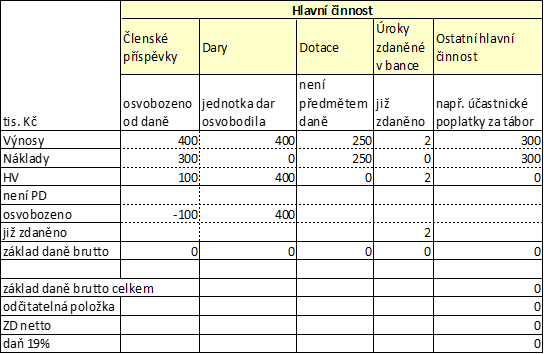 Hlavní činnost
Členské příspěvky Dary Dotace Úroky zdaněné v bance Ostatní hlavní činnost
tis. Kč osvobozeno od daně jednotka dar osvobodila není předmětem daně již zdaněno např. účastnické poplatky za tábor
Výnosy 400 400 250 2 300
Náklady 300 0 250 0 300
HV 100 400 0 2 0
není PD
osvobozeno -100 400
již zdaněno 2
základ daně brutto 0 0 0 0 0
základ daně brutto celkem 0
odčitatelná položka 0
ZD netto 0
daň 19% 0